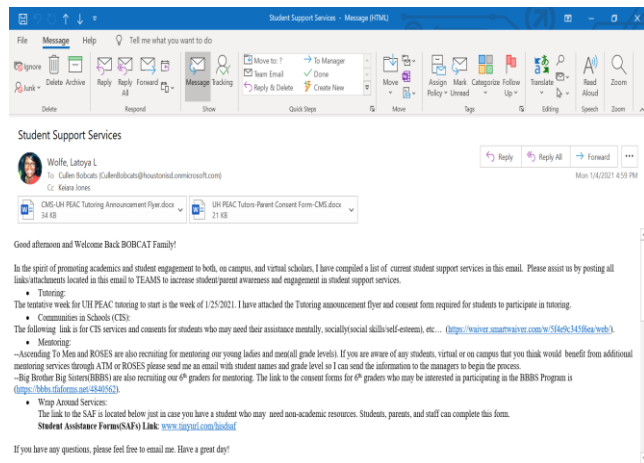 Student Support Services - Message (HTML)
File Message Help Tell me what you want to do
Ignore
Junk
Delete Archive
Reply Reply All Forward
Message Tracking
Move to: ? To Manager
Team Email Done
Reply & Delete Create New
Move
Assign Policy Mark Unread Categorize Follow Up
Translate
Read Aloud
Zoom
Delete Respond Show Quick Steps Move Tags Editing Speech Zoom
Student Support Services
Wolfe, Latoya L
To Cullen Bobcats (CullenBobcats@houstonisd.onmicrosoft.com)
Cc Keiara Jones
Reply Reply All Forward
Mon 1/4/2021 4:59 PM
CMS-UH PEAC Tutoring Announcement Flyer.docx
34 KB
UH PEAC Tutors-Parent Consent Form-CMS.docx
21 KB
Good afternoon and Welcome Back BOBCAT Family!
In the spirit of promoting academics and student engagement to both, on campus, and virtual scholars, I have compiled a list of current student support services in this email. Please assist us by posting all
links/attachments located in this email to TEAMS to increase student/parent awareness and engagement in student support services.
• Tutoring:
The tentative week for UH PEAC tutoring to start is the week of 1/25/2021. I have attached the Tutoring announcement flyer and consent form required for students to participate in tutoring.
• Communities in Schools (CIS):
The following link is for CIS services and consents for students who may need their assistance mentally, socially(social skills/self-esteem), etc… (https://waiver.smartwaiver.com/w/5f4e9c345f6ea/web/).
• Mentoring:
--Ascending To Men and ROSES are also recruiting for mentoring our young ladies and men(all grade levels). If you are aware of any students, virtual or on campus that you think would benefit from additional
mentoring services through ATM or ROSES please send me an email with student names and grade level so I can send the information to the managers to begin the process.
--Big Brother Big Sisters(BBBS) are also recruiting our 6th graders for mentoring. The link to the consent forms for 6th graders who may be interested in participating in the BBBS Program is
(https://bbbs.tfaforms.net/4840562).
• Wrap Around Services:
The link to the SAF is located below just in case you have a student who may need non-academic resources. Students, parents, and staff can complete this form.
Student Assistance Forms(SAFs) Link: www.tinyurl.com/hisdsaf
If you have any questions, please feel free to email me. Have a great day!